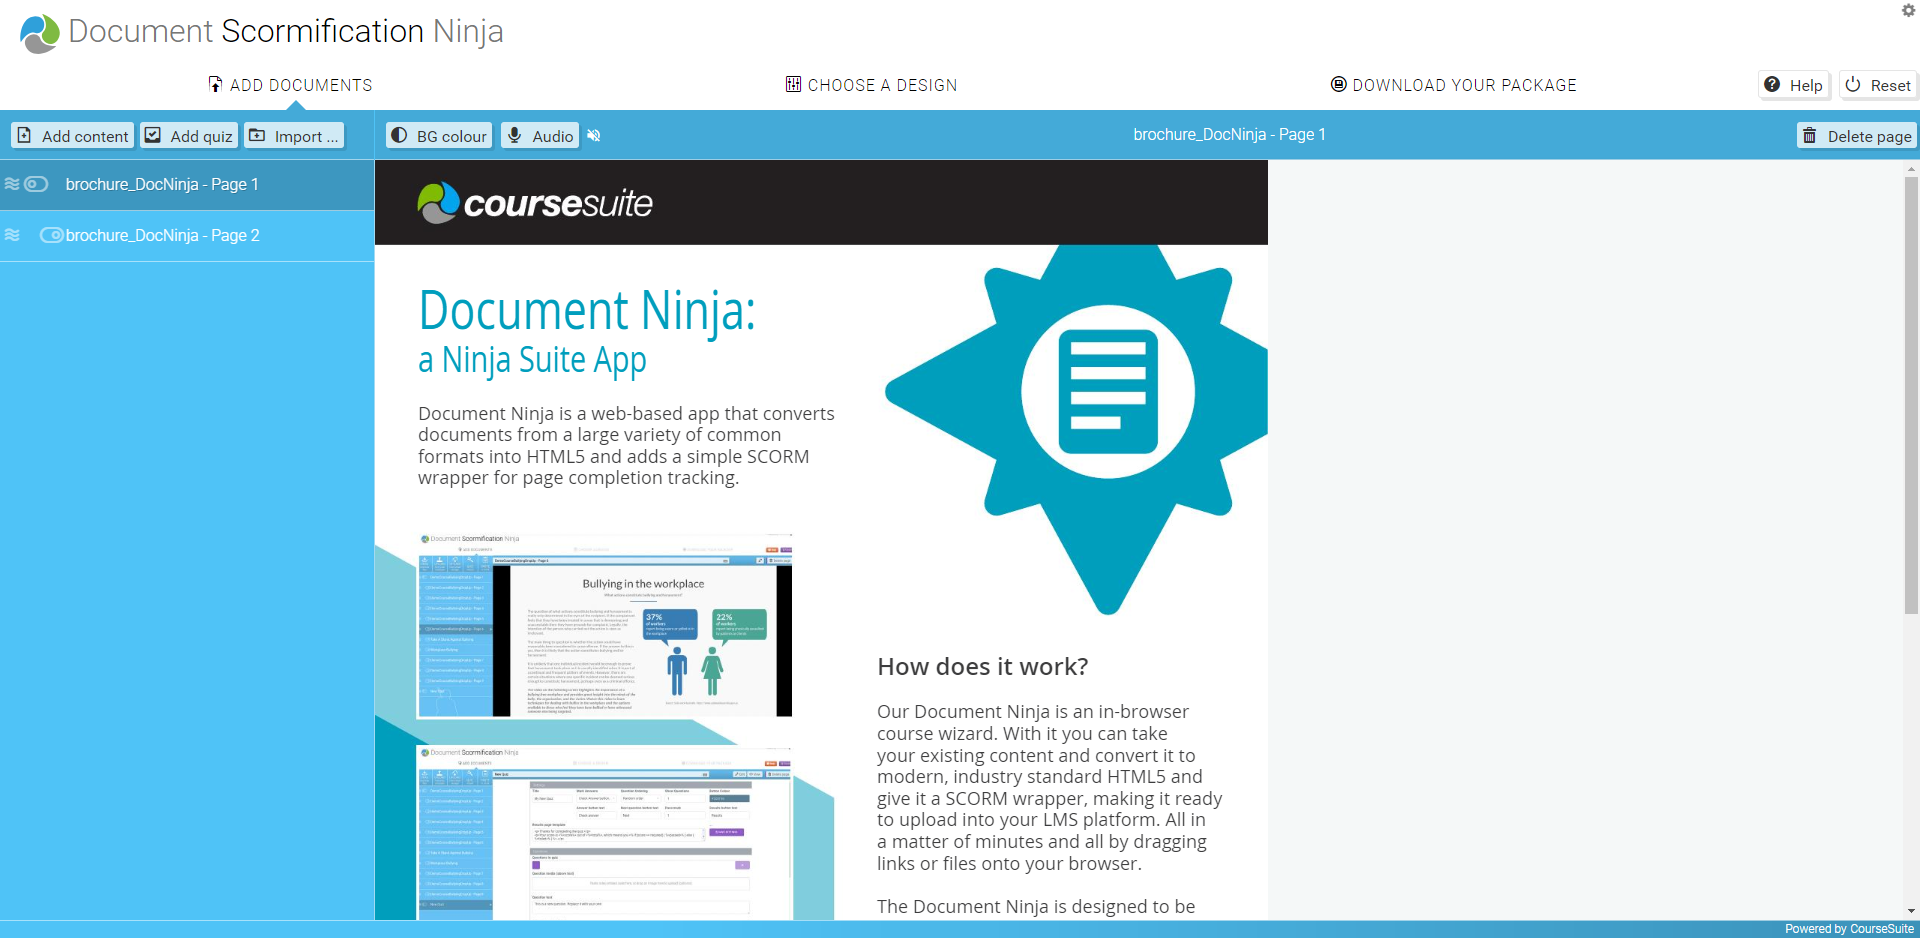 Document Scormification Ninja
ADD DOCUMENTS
CHOOSE A DESIGN
DOWNLOAD YOUR PACKAGE
Help
Reset
Add content
Add quiz
Import ...
BG colour
Audio
brochure_DocNinja - Page 1
Delete page
brochure_DocNinja - Page 1
brochure_DocNinja - Page 2
coursesuite
Document Ninja:
a Ninja Suite App
Document Ninja is a web-based app that converts
documents from a large variety of common
formats into HTML5 and adds a simple SCORM
wrapper for page completion tracking.
Document Scormification Ninja
Bullying in the workplace
37%
of workers
22%
of workers
Document Scormification Ninja
How does it work?
Our Document Ninja is an in-browser
course wizard. With it you can take
your existing content and convert it to
modern, industry standard HTML5 and
give it a SCORM wrapper, making it ready
to upload into your LMS platform. All in
a matter of minutes and all by dragging
links or files onto your browser.
The Document Ninja is designed to be
Powered by CourseSuite